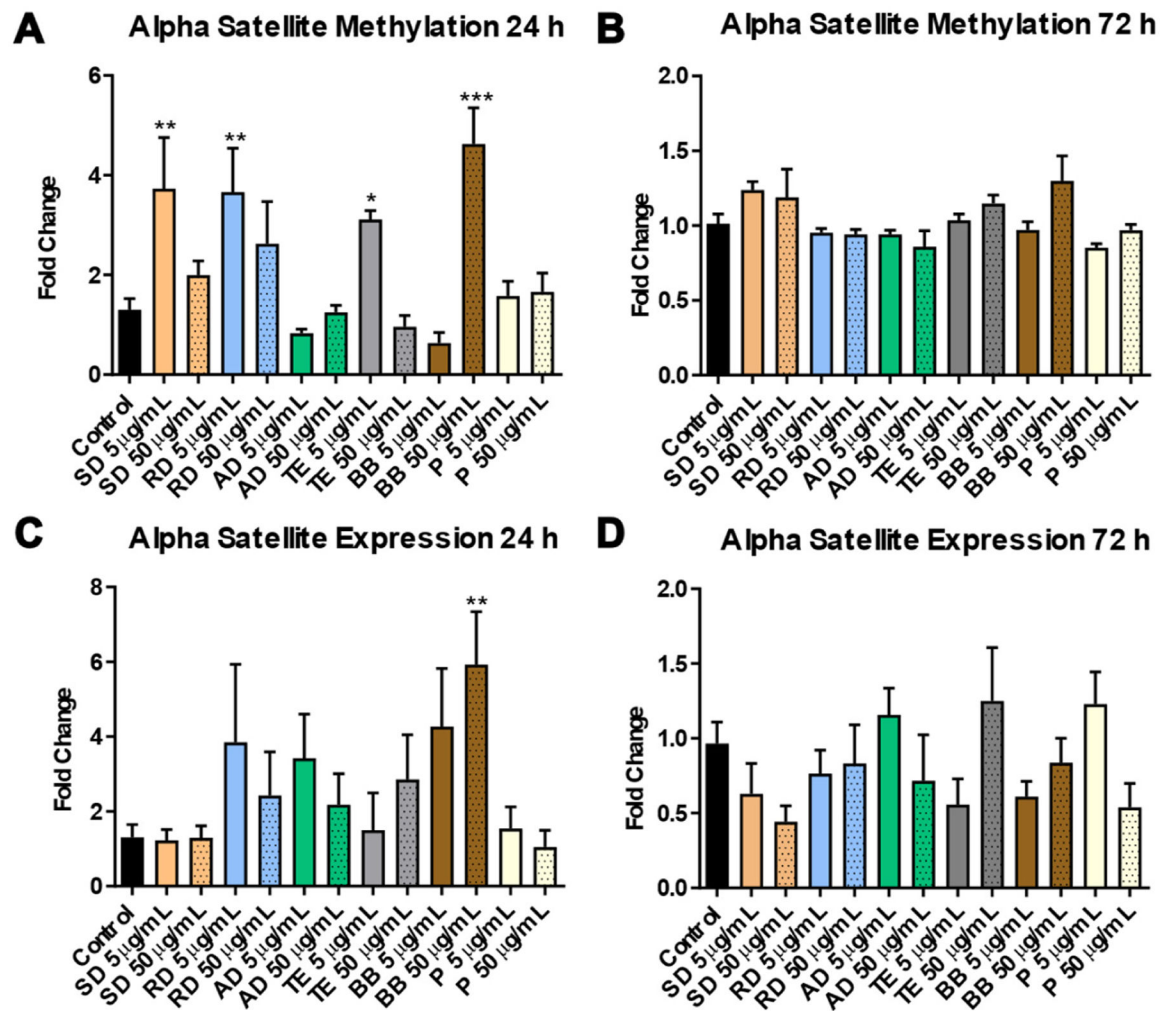 A Alpha Satellite Methylation 24 h
Fold Change
6
4
2
0
**
**
*
***
Control
SD 5μg/mL
SD 50 μg/mL
RD 5 μg/mL
RD 50 μg/mL
AD 5 μg/mL
AD 50 μg/mL
TE 5 μg/mL
TE 50 μg/mL
BB 5 μg/mL
BB 50 μg/mL
P 5 μg/mL
P 50 μg/mL
B Alpha Satellite Methylation 72 h
Fold Change
2.0
1.5
1.0
0.5
0.0
Control
SD 5μg/mL
SD 50 μg/mL
RD 5 μg/mL
RD 50 μg/mL
AD 5 μg/mL
AD 50 μg/mL
TE 5 μg/mL
TE 50 μg/mL
BB 5 μg/mL
BB 50 μg/mL
P 5 μg/mL
P 50 μg/mL
C Alpha Satellite Expression 24 h
Fold Change
8
6
4
2
0
**
Control
SD 5μg/mL
SD 50 μg/mL
RD 5 μg/mL
RD 50 μg/mL
AD 5 μg/mL
AD 50 μg/mL
TE 5 μg/mL
TE 50 μg/mL
BB 5 μg/mL
BB 50 μg/mL
P 5 μg/mL
P 50 μg/mL
D Alpha Satellite Expression 72 h
Fold Change
2.0
1.5
1.0
0.5
0.0
Control
SD 5μg/mL
SD 50 μg/mL
RD 5 μg/mL
RD 50 μg/mL
AD 5 μg/mL
AD 50 μg/mL
TE 5 μg/mL
TE 50 μg/mL
BB 5 μg/mL
BB 50 μg/mL
P 5 μg/mL
P 50 μg/mL